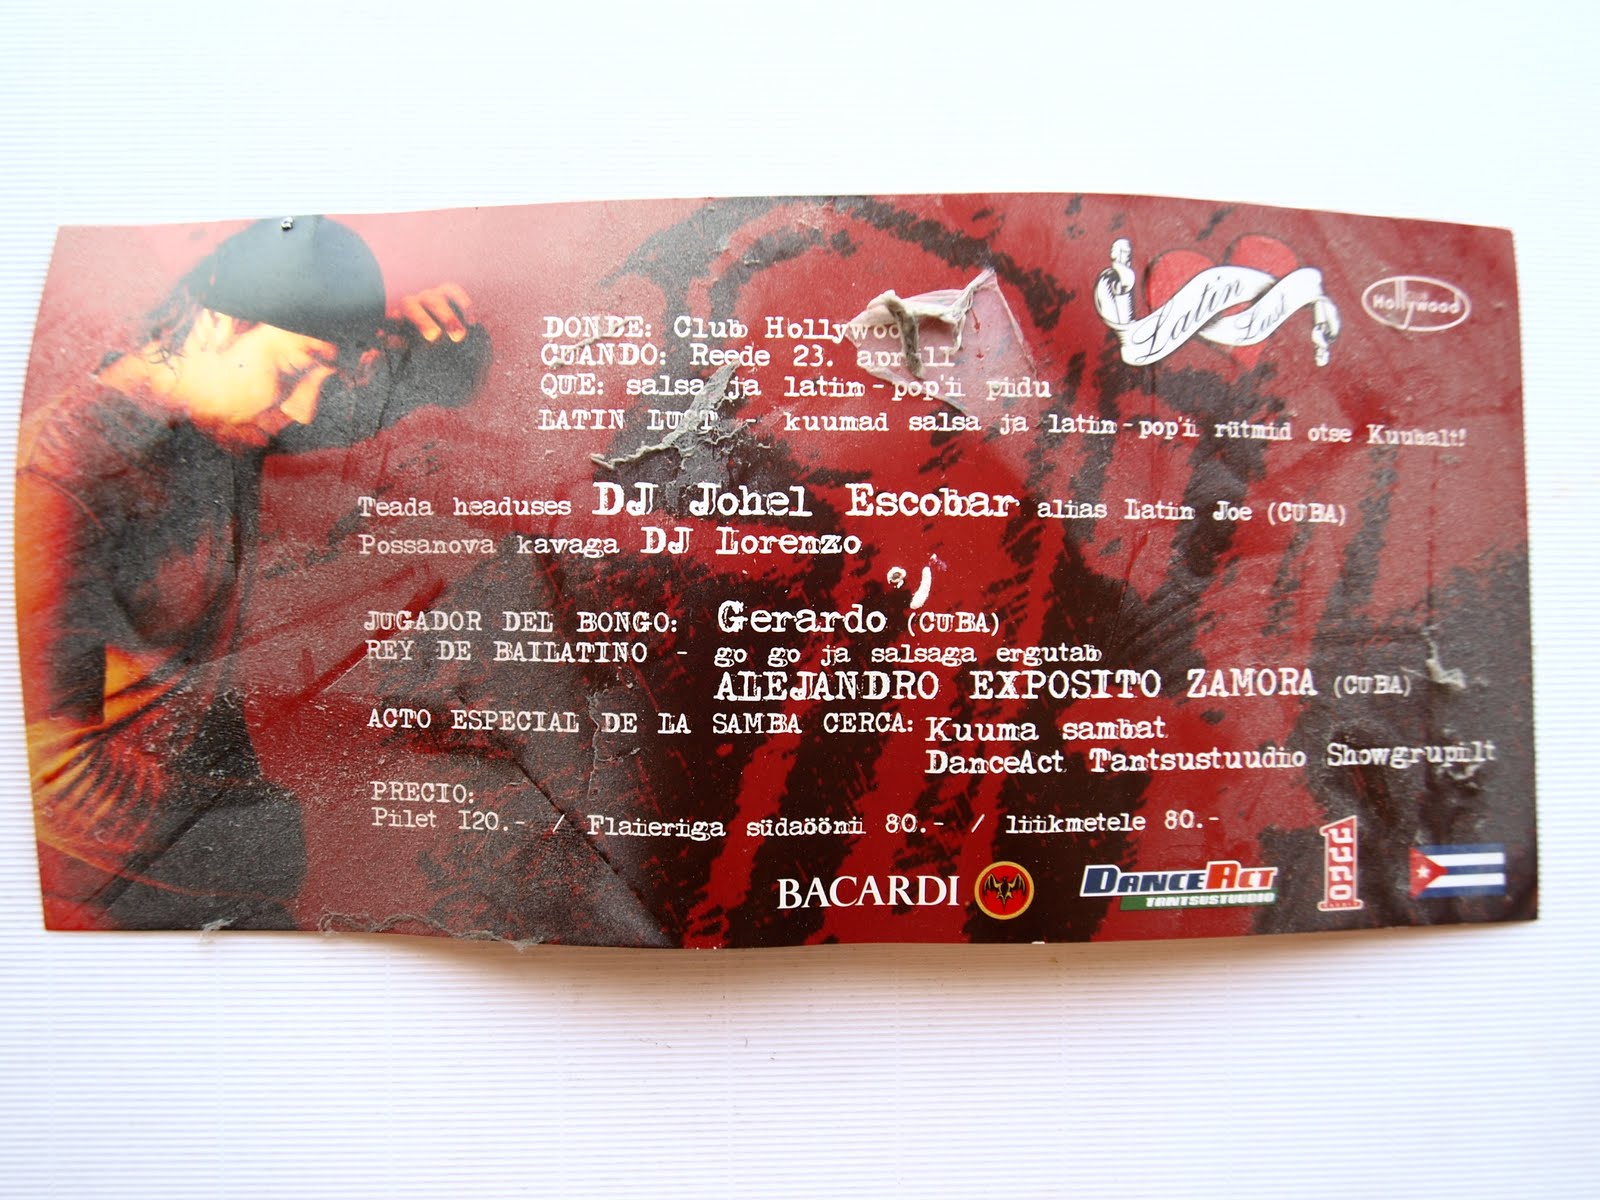 Latin Lust
Hollywood
DONDE: Club Hollywood
CUANDO: Reede 23. aprill
QUE: salsa ja latin-pop'i pidu
LATIN LUST - kuumad salsa ja latin-pop'i rütmid otse Kuubalt!
Teada headuses DJ Johel Escobar alias Latin Joe (CUBA)
Possanova kavaga DJ Lorenzo
JUGADOR DEL BONGO: Gerardo (CUBA)
REY DE BAILATINO - go go ja salsaga ergutab
ALEJANDRO EXPOSITO ZAMORA (CUBA)
ACTO ESPECIAL DE LA SAMBA CERCA: Kuuma sambat
DanceAct Tantsustuudio Showgrupilt
PRECIO:
Pilet 120.- / Flaieriga südaööni 80.- / liikmetele 80.-
BACARDI
DANCEACT
TANTSUSTUUDIO